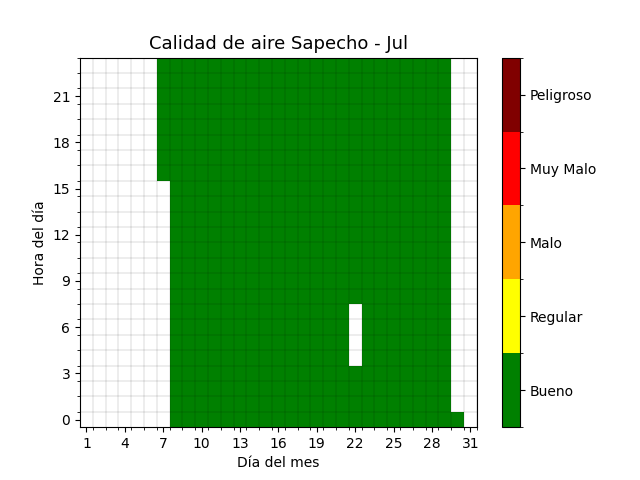 Calidad de aire Sapecho - Jul
Hora del día
21
18
15
12
9
6
3
0
1 4 7 10 13 16 19 22 25 28 31
Día del mes
Peligroso
Muy Malo
Malo
Regular
Bueno